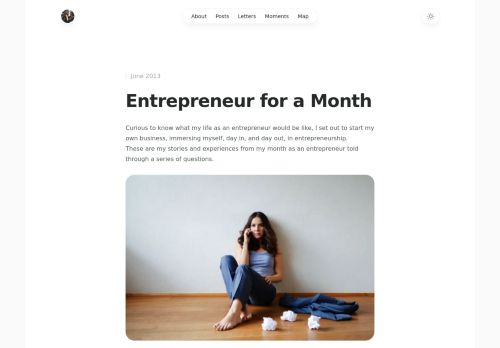 About Posts Letters Moments Map
June 2013
Entrepreneur for a Month
Curious to know what my life as an entrepreneur would be like, I set out to start my
own business, immersing myself, day in, and day out, in entrepreneurship.
These are my stories and experiences from my month as an entrepreneur told
through a series of questions.